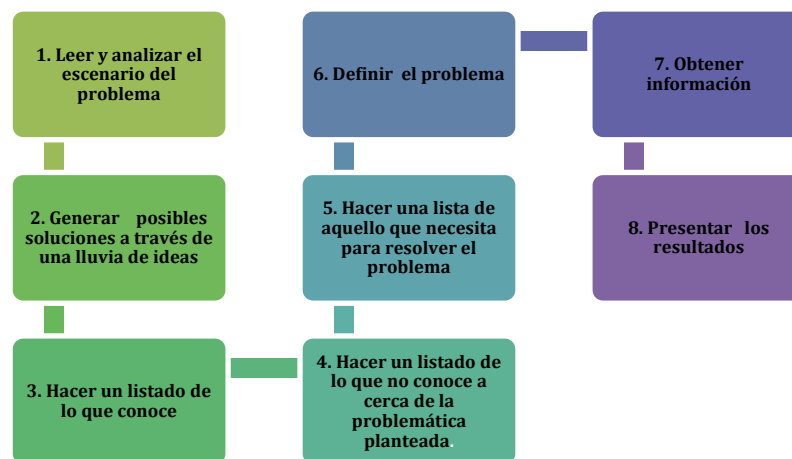 1. Leer y analizar el
escenario del
problema
2. Generar posibles
soluciones a través de
una lluvia de ideas
3. Hacer un listado de
lo que conoce
4. Hacer un listado de
lo que no conoce a
cerca de la
problemática
planteada.
5. Hacer una lista de
aquello que necesita
para resolver el
problema
6. Definir el problema
7. Obtener
información
8. Presentar los
resultados